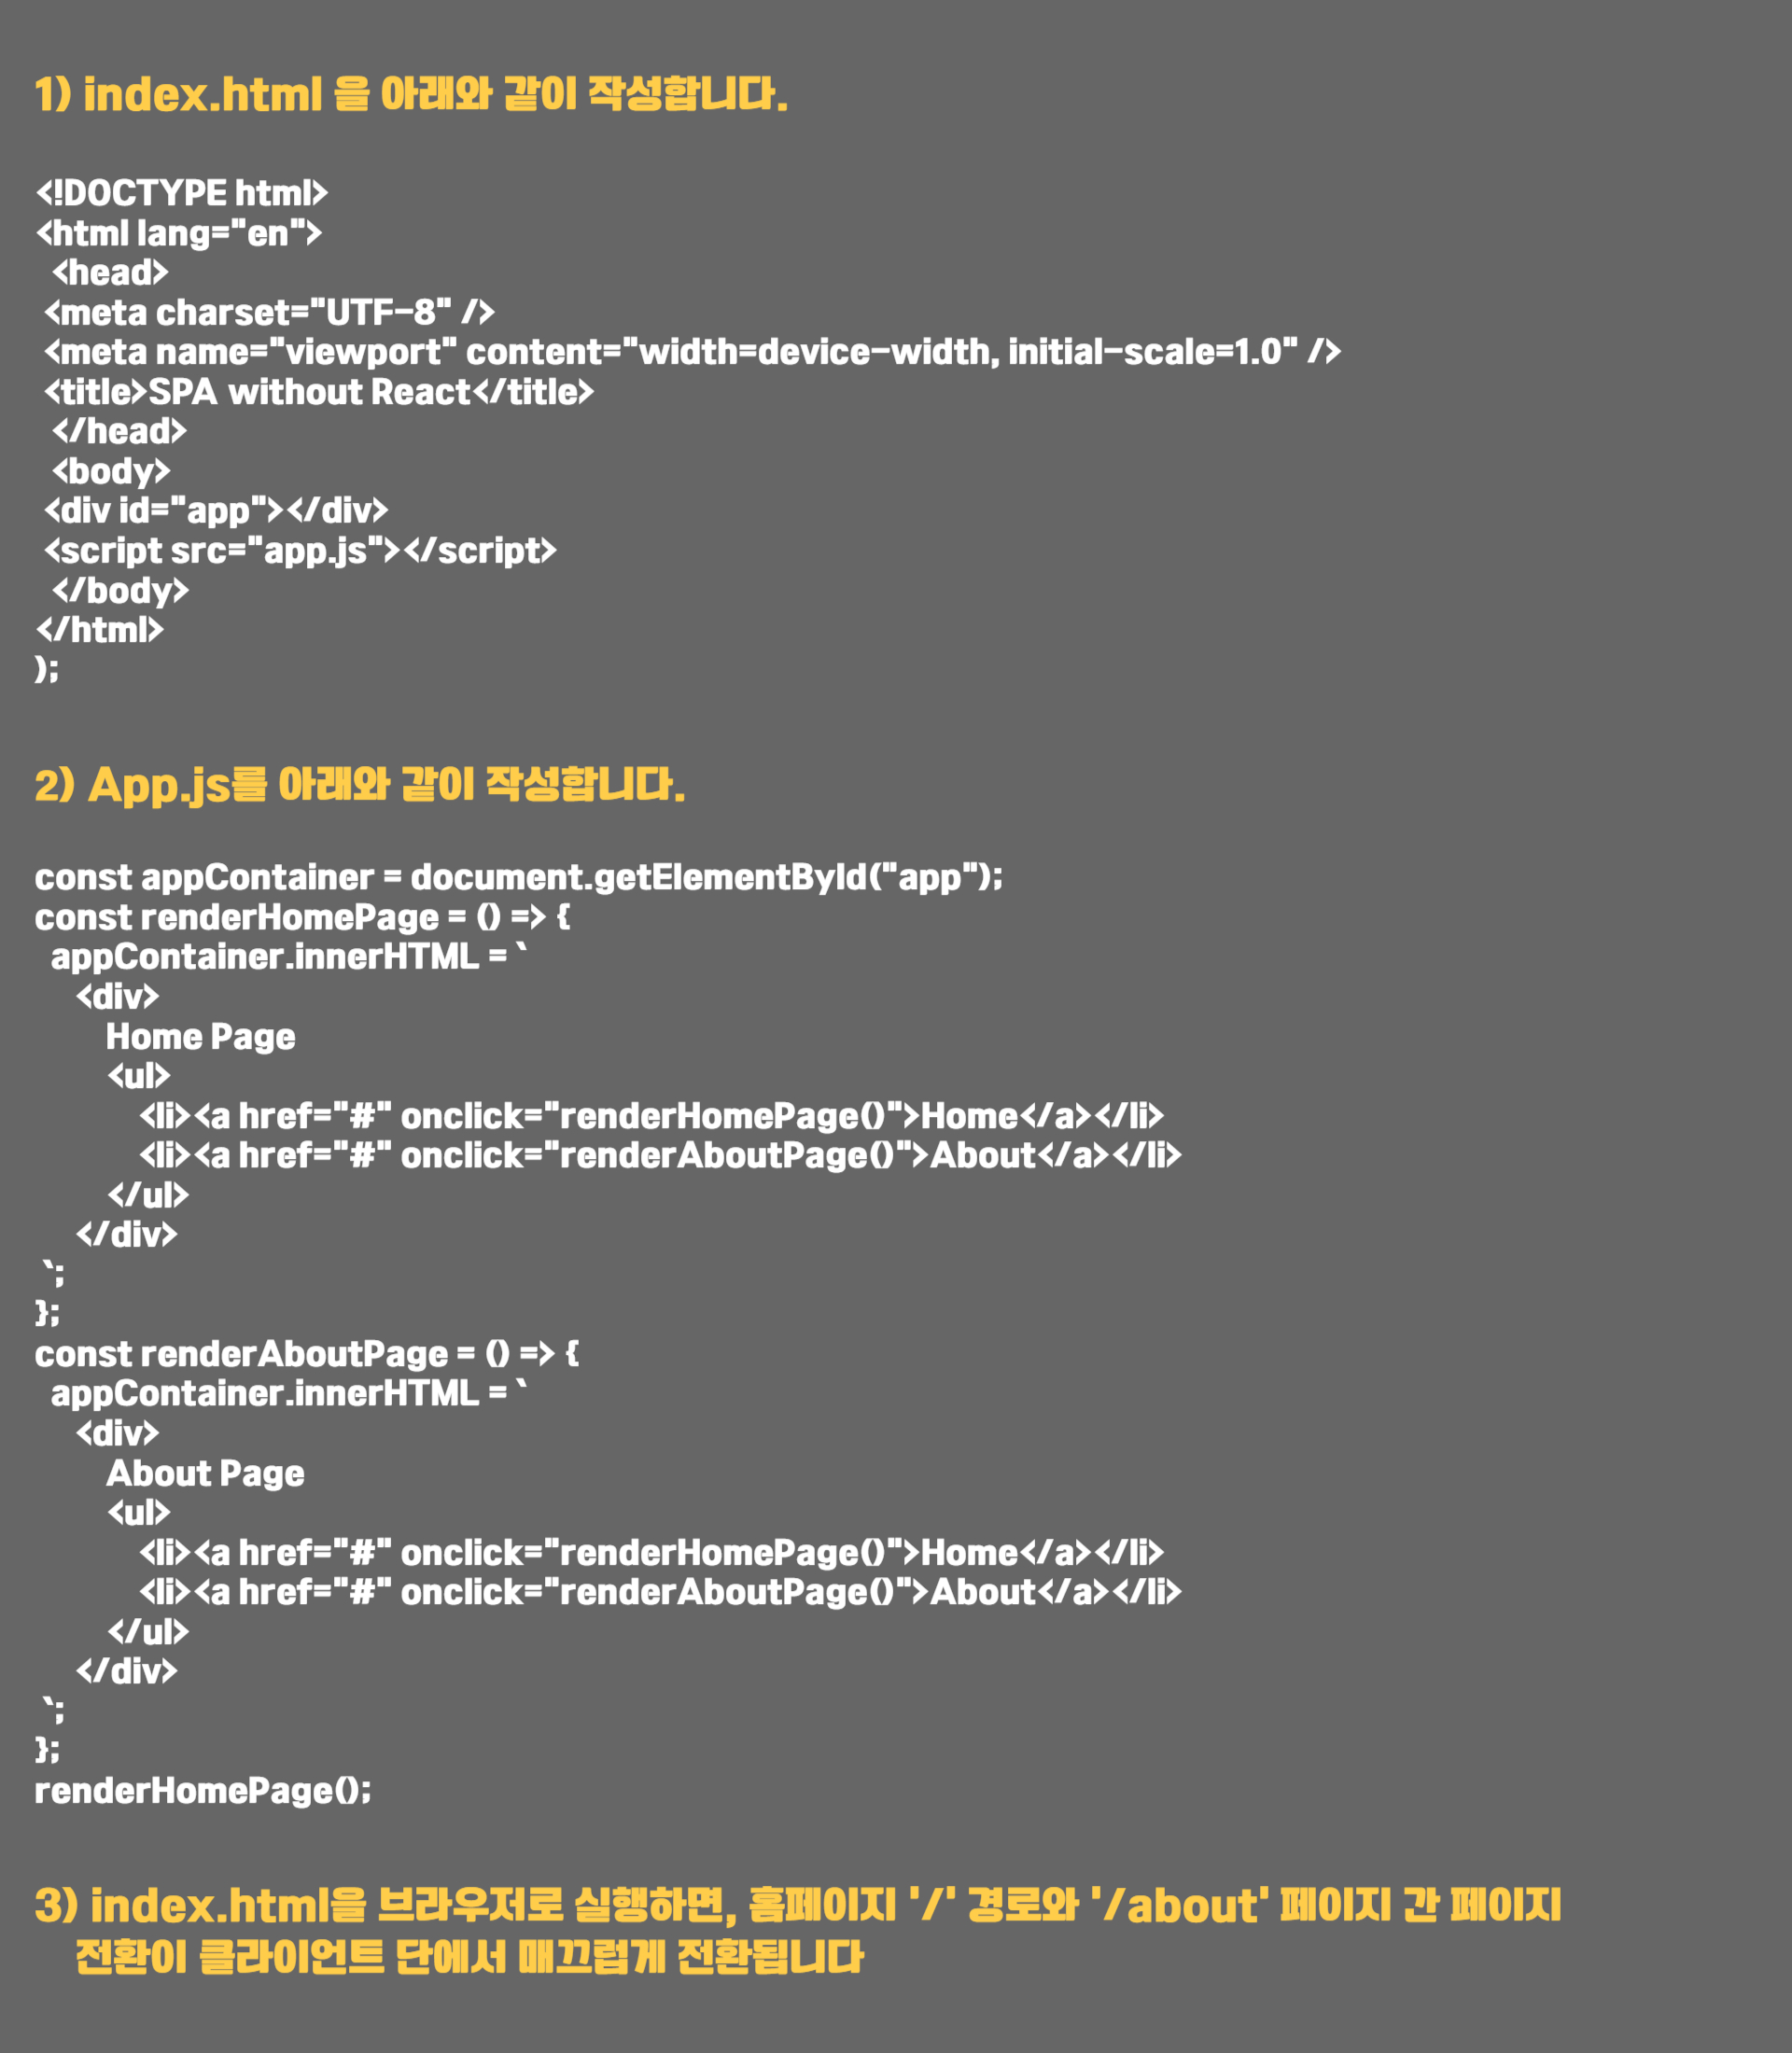 1) index.html 을 아래와 같이 작성합니다.
<!DOCTYPE html>
<html lang="en">
<head>
<meta charset="UTF-8" />
<meta name="viewport" content="width=device-width, initial-scale=1.0" />
<title>SPA without React</title>
</head>
<body>
<div id="app"></div>
<script src="app.js"></script>
</body>
</html>
);
2) App.js를 아래와 같이 작성합니다.
const appContainer = document.getElementById("app");
const renderHomePage = () => {
appContainer.innerHTML = `
<div>
Home Page
<ul>
<li><a href="#" onclick="renderHomePage()">Home</a></li>
<li><a href="#" onclick="renderAboutPage()">About</a></li>
</ul>
</div>
`;
};
const renderAboutPage = () => {
appContainer.innerHTML = `
<div>
About Page
<ul>
<li><a href="#" onclick="renderHomePage()">Home</a></li>
<li><a href="#" onclick="renderAboutPage()">About</a></li>
</ul>
</div>
`;
};
renderHomePage();
3) index.html을 브라우저로 실행하면, 홈페이지 '/' 경로와 '/about' 페이지 간 페이지
전환이 클라이언트 단에서 매끄럽게 전환됩니다